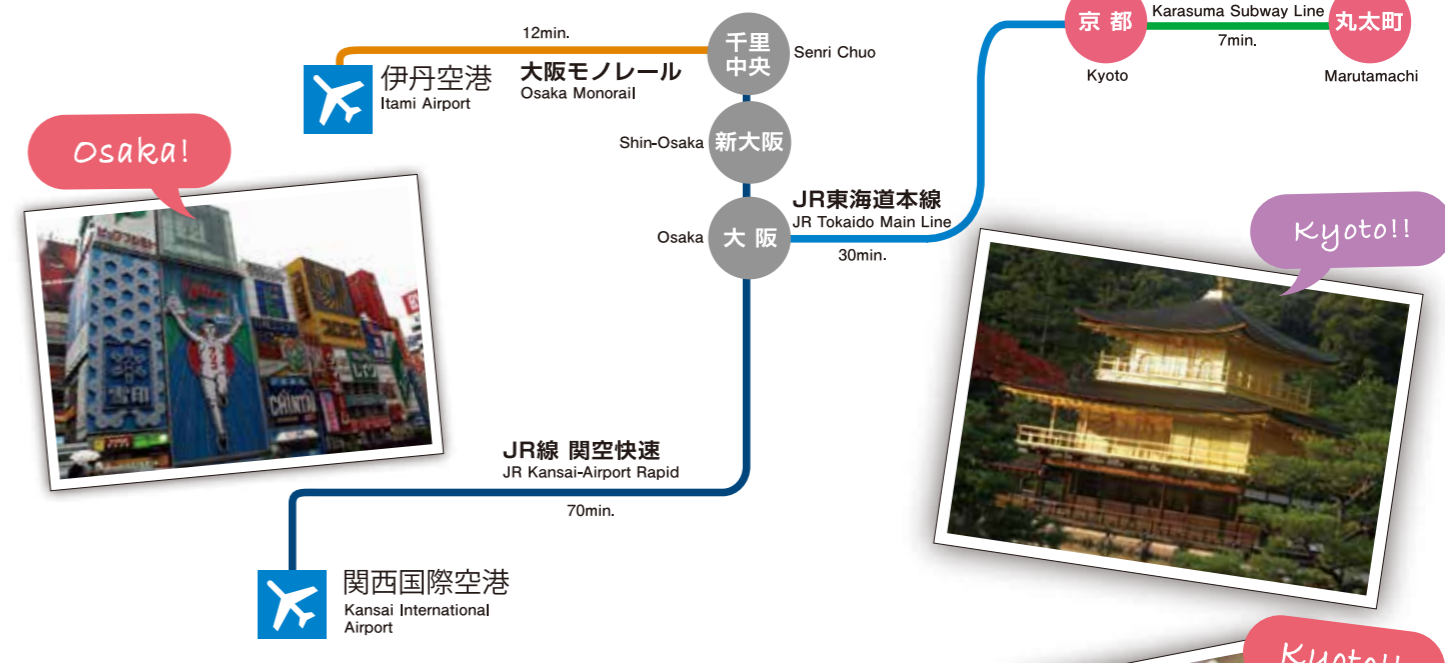 12min.
伊丹空港
Itami Airport
大阪モノレール
Osaka Monorail
千里
中央
Senri Chuo
Shin-Osaka
新大阪
Osaka
大阪
JR東海道本線
JR Tokaido Main Line
30min.
京都
Kyoto
Karasuma Subway Line
7min.
丸太町
Marutamachi
Osaka!
雪印
Kyoto!!
JR線 関空快速
JR Kansai-Airport Rapid
70min.
関西国際空港
Kansai International
Airport
Kyoto!!